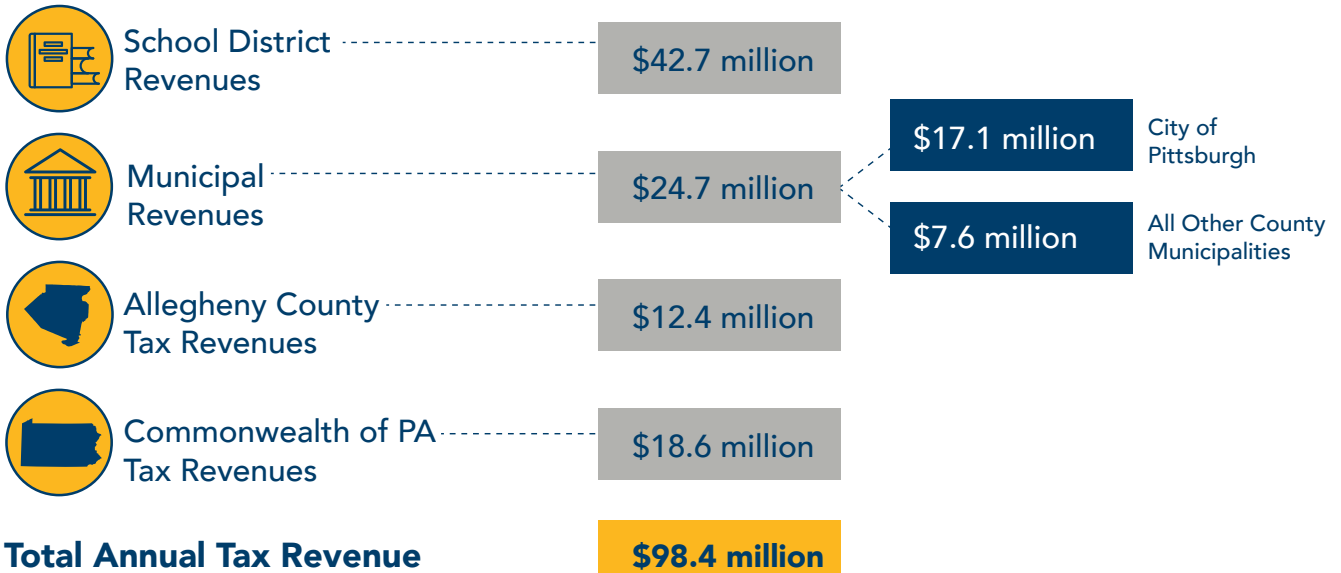 School District
Revenues
$42.7 million
Municipal
Revenues
$24.7 million
$17.1 million
City of
Pittsburgh
$7.6 million
All Other County
Municipalities
Allegheny County
Tax Revenues
$12.4 million
Commonwealth of PA
Tax Revenues
$18.6 million
Total Annual Tax Revenue
$98.4 million